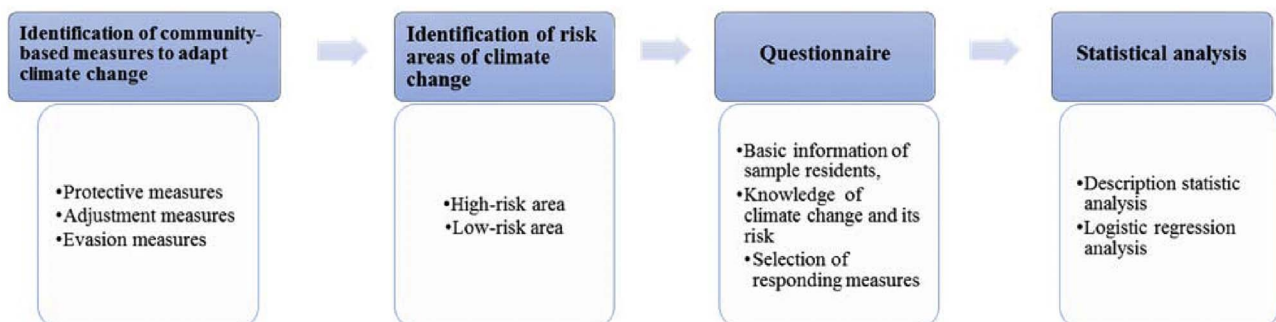 Identification of community-
based measures to adapt
climate change
•Protective measures
•Adjustment measures
•Evasion measures
Identification of risk
areas of climate
change
•High-risk area
•Low-risk area
Questionnaire
•Basic information of
sample residents,
•Knowledge of
climate change and its
risk
•Selection of
responding measures
Statistical analysis
•Description statistic
analysis
•Logistic regression
analysis